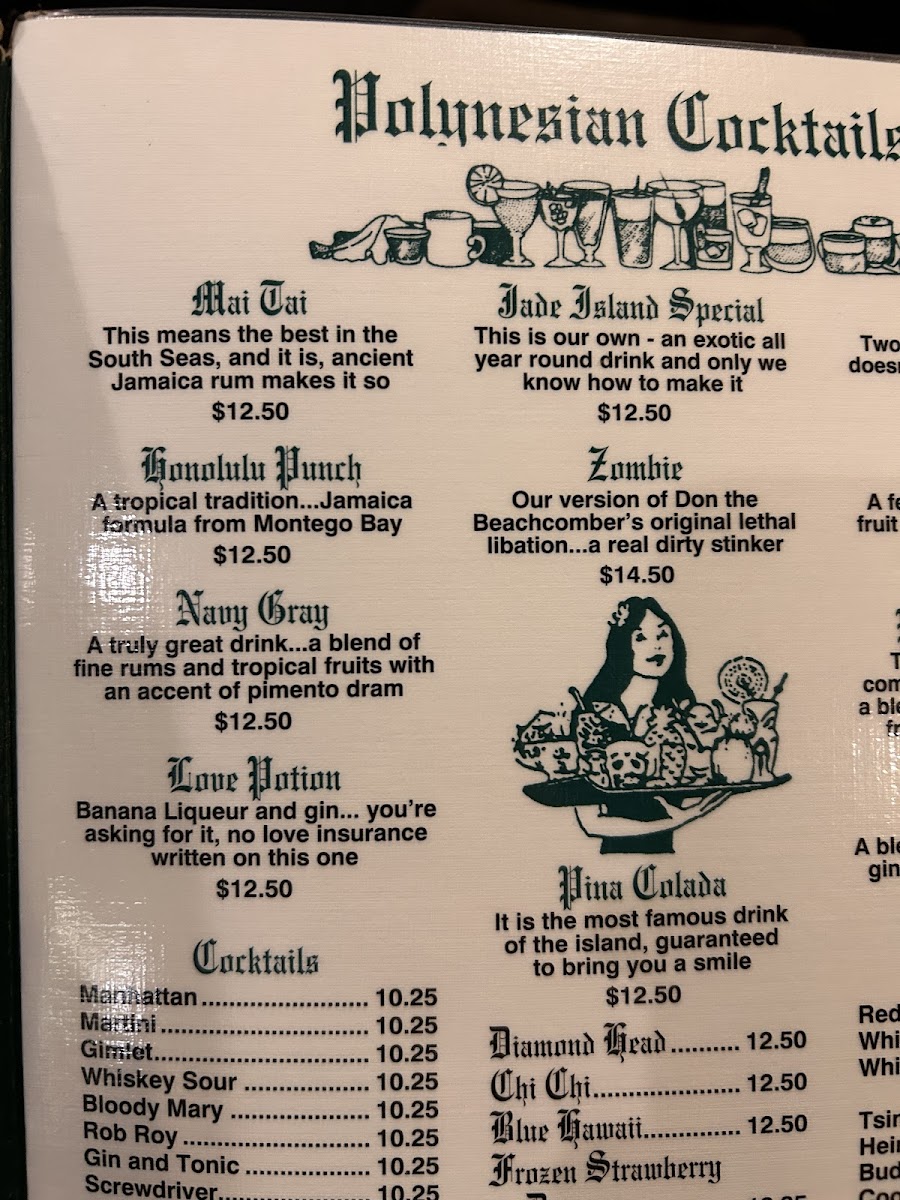 Polynesian Cocktails
Mai Tai
This means the best in the
South Seas, and it is, ancient
Jamaica rum makes it so
$12.50
Honolulu Punch
A tropical tradition...Jamaica
formula from Montego Bay
$12.50
Navy Gray
A truly great drink...a blend of
fine rums and tropical fruits with
an accent of pimento dram
$12.50
Love Potion
Banana Liqueur and gin... you're
asking for it, no love insurance
written on this one
$12.50
Cocktails
Manhattan ........................ 10.25
Martini .............................. 10.25
Gimlet............................... 10.25
Whiskey Sour .................. 10.25
Bloody Mary .................... 10.25
Rob Roy ........................... 10.25
Gin and Tonic .................. 10.25
Screwdriver...................... 10.25
Jade Island Special
This is our own - an exotic all
year round drink and only we
know how to make it
$12.50
Zombie
Our version of Don the
Beachcomber's original lethal
libation...a real dirty stinker
$14.50
Pina Colada
It is the most famous drink
of the island, guaranteed
to bring you a smile
$12.50
Diamond Head .......... 12.50
Chi Chi..................... 12.50
Blue Hawaii.............. 12.50
Frozen Strawberry
Two
A fe
fruit
a ble
A ble
gin
Red
Whi
Whi
Bud